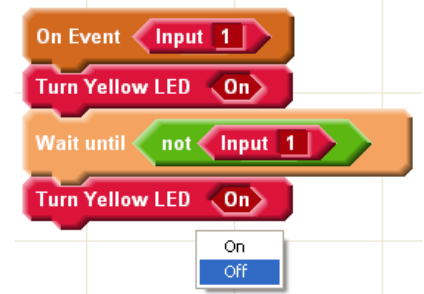 On Event Input 1
Turn Yellow LED On
Wait until not Input 1
Turn Yellow LED On
On
Off